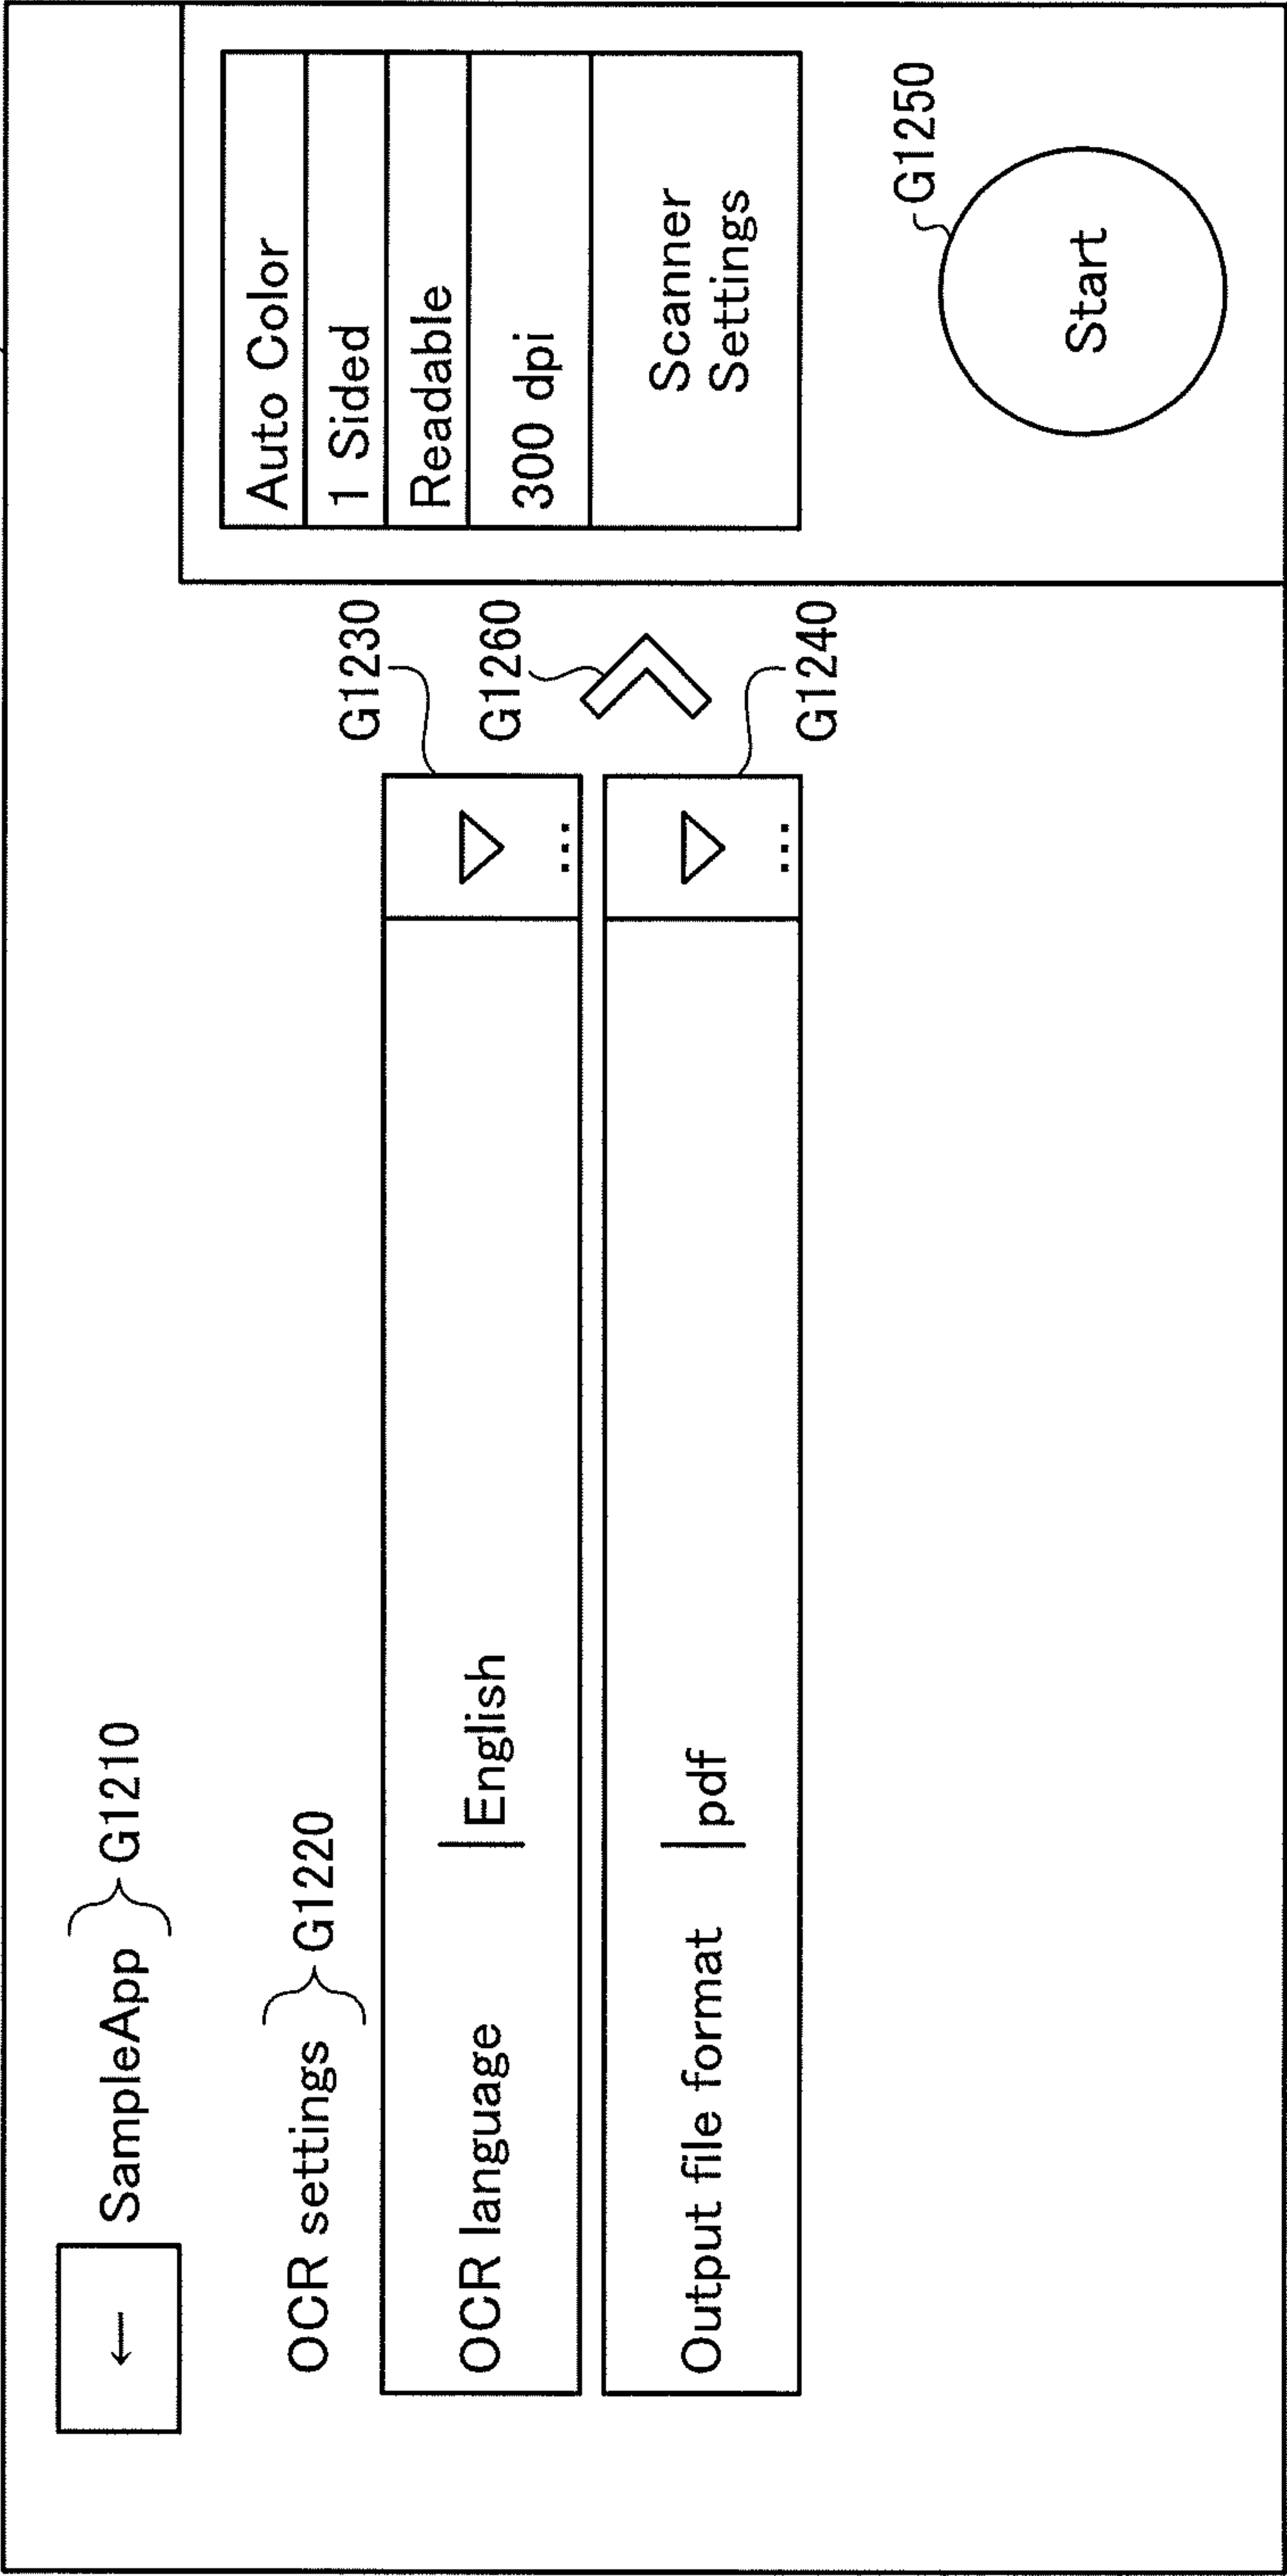 ← SampleApp G1210
OCR settings G1220
OCR language English ... G1230
G1260
Output file format pdf ... G1240
Auto Color
1 Sided
Readable
300 dpi
Scanner
Settings
G1250
Start